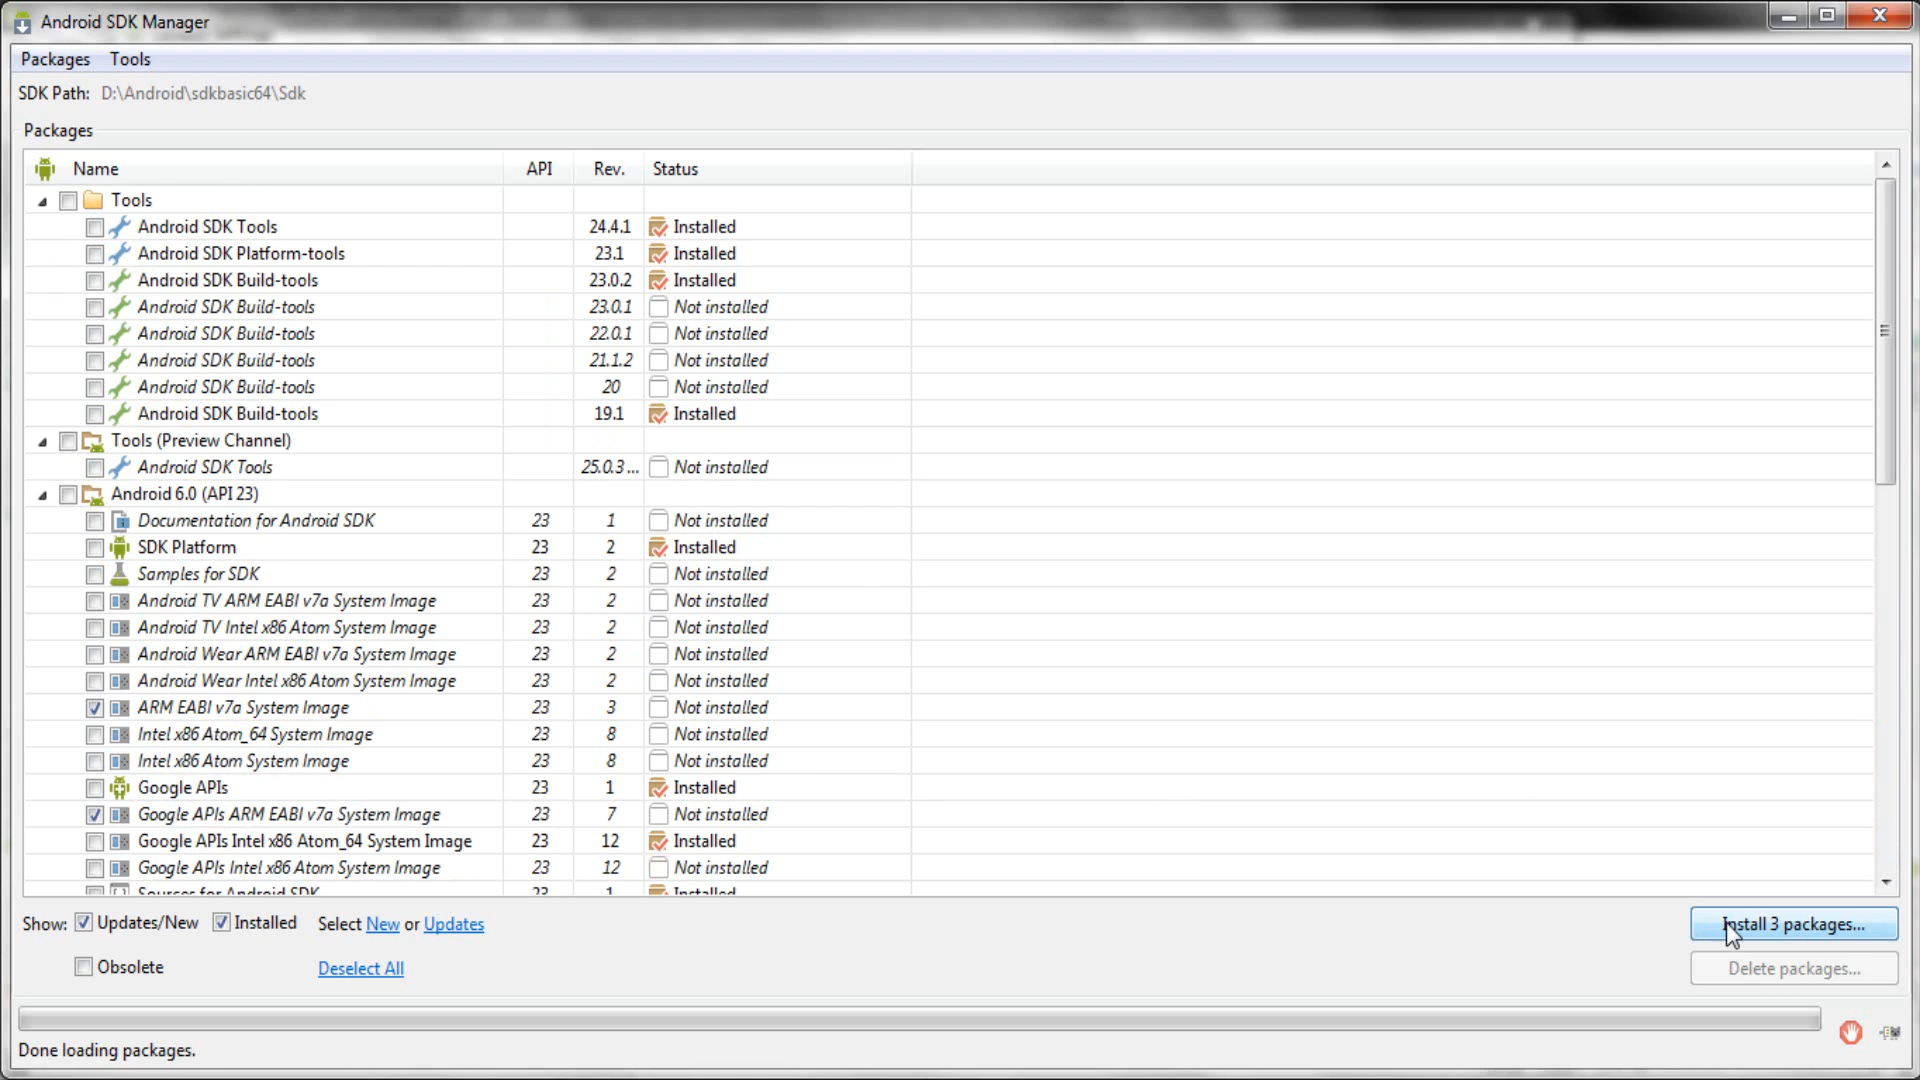 Android SDK Manager
Packages Tools
SDK Path: D:\Android\sdkbasic64\Sdk
Packages
Name API Rev. Status
Tools
Android SDK Tools 24.4.1 Installed
Android SDK Platform-tools 23.1 Installed
Android SDK Build-tools 23.0.2 Installed
Android SDK Build-tools 23.0.1 Not installed
Android SDK Build-tools 22.0.1 Not installed
Android SDK Build-tools 21.1.2 Not installed
Android SDK Build-tools 20 Not installed
Android SDK Build-tools 19.1 Installed
Tools (Preview Channel)
Android SDK Tools 25.0.3 ... Not installed
Android 6.0 (API 23)
Documentation for Android SDK 23 1 Not installed
SDK Platform 23 2 Installed
Samples for SDK 23 2 Not installed
Android TV ARM EABI v7a System Image 23 2 Not installed
Android TV Intel x86 Atom System Image 23 2 Not installed
Android Wear ARM EABI v7a System Image 23 2 Not installed
Android Wear Intel x86 Atom System Image 23 2 Not installed
ARM EABI v7a System Image 23 3 Not installed
Intel x86 Atom_64 System Image 23 8 Not installed
Intel x86 Atom System Image 23 8 Not installed
Google APIs 23 1 Installed
Google APIs ARM EABI v7a System Image 23 7 Not installed
Google APIs Intel x86 Atom_64 System Image 23 12 Installed
Google APIs Intel x86 Atom System Image 23 12 Not installed
Sources for Android SDK 23 1 Installed
Show: Updates/New Installed Select New or Updates Install 3 packages...
Obsolete Deselect All Delete packages...
Done loading packages.